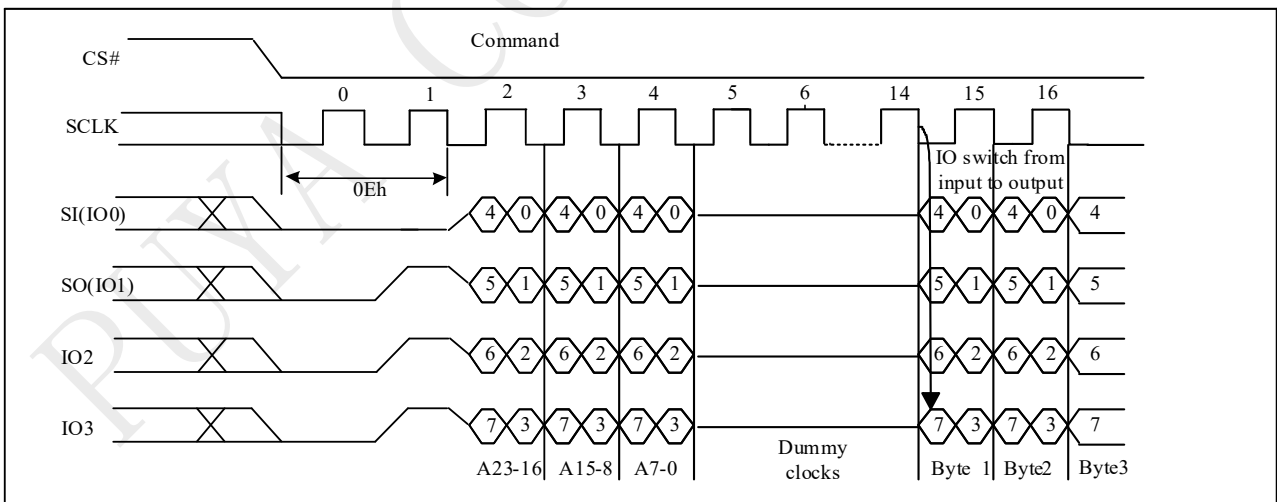 Command
CS#
0 1 2 3 4 5 6 14 15 16
SCLK
IO switch from
input to output
0Eh
SI(IO0) 4 0 4 0 4 0 4 0 4 0 4
SO(IO1) 5 1 5 1 5 1 5 1 5 1 5
IO2 6 2 6 2 6 2 6 2 6 2 6
IO3 7 3 7 3 7 3 7 3 7 3 7
A23-16 A15-8 A7-0 Dummy
clocks Byte 1 Byte2 Byte3
PUYA C